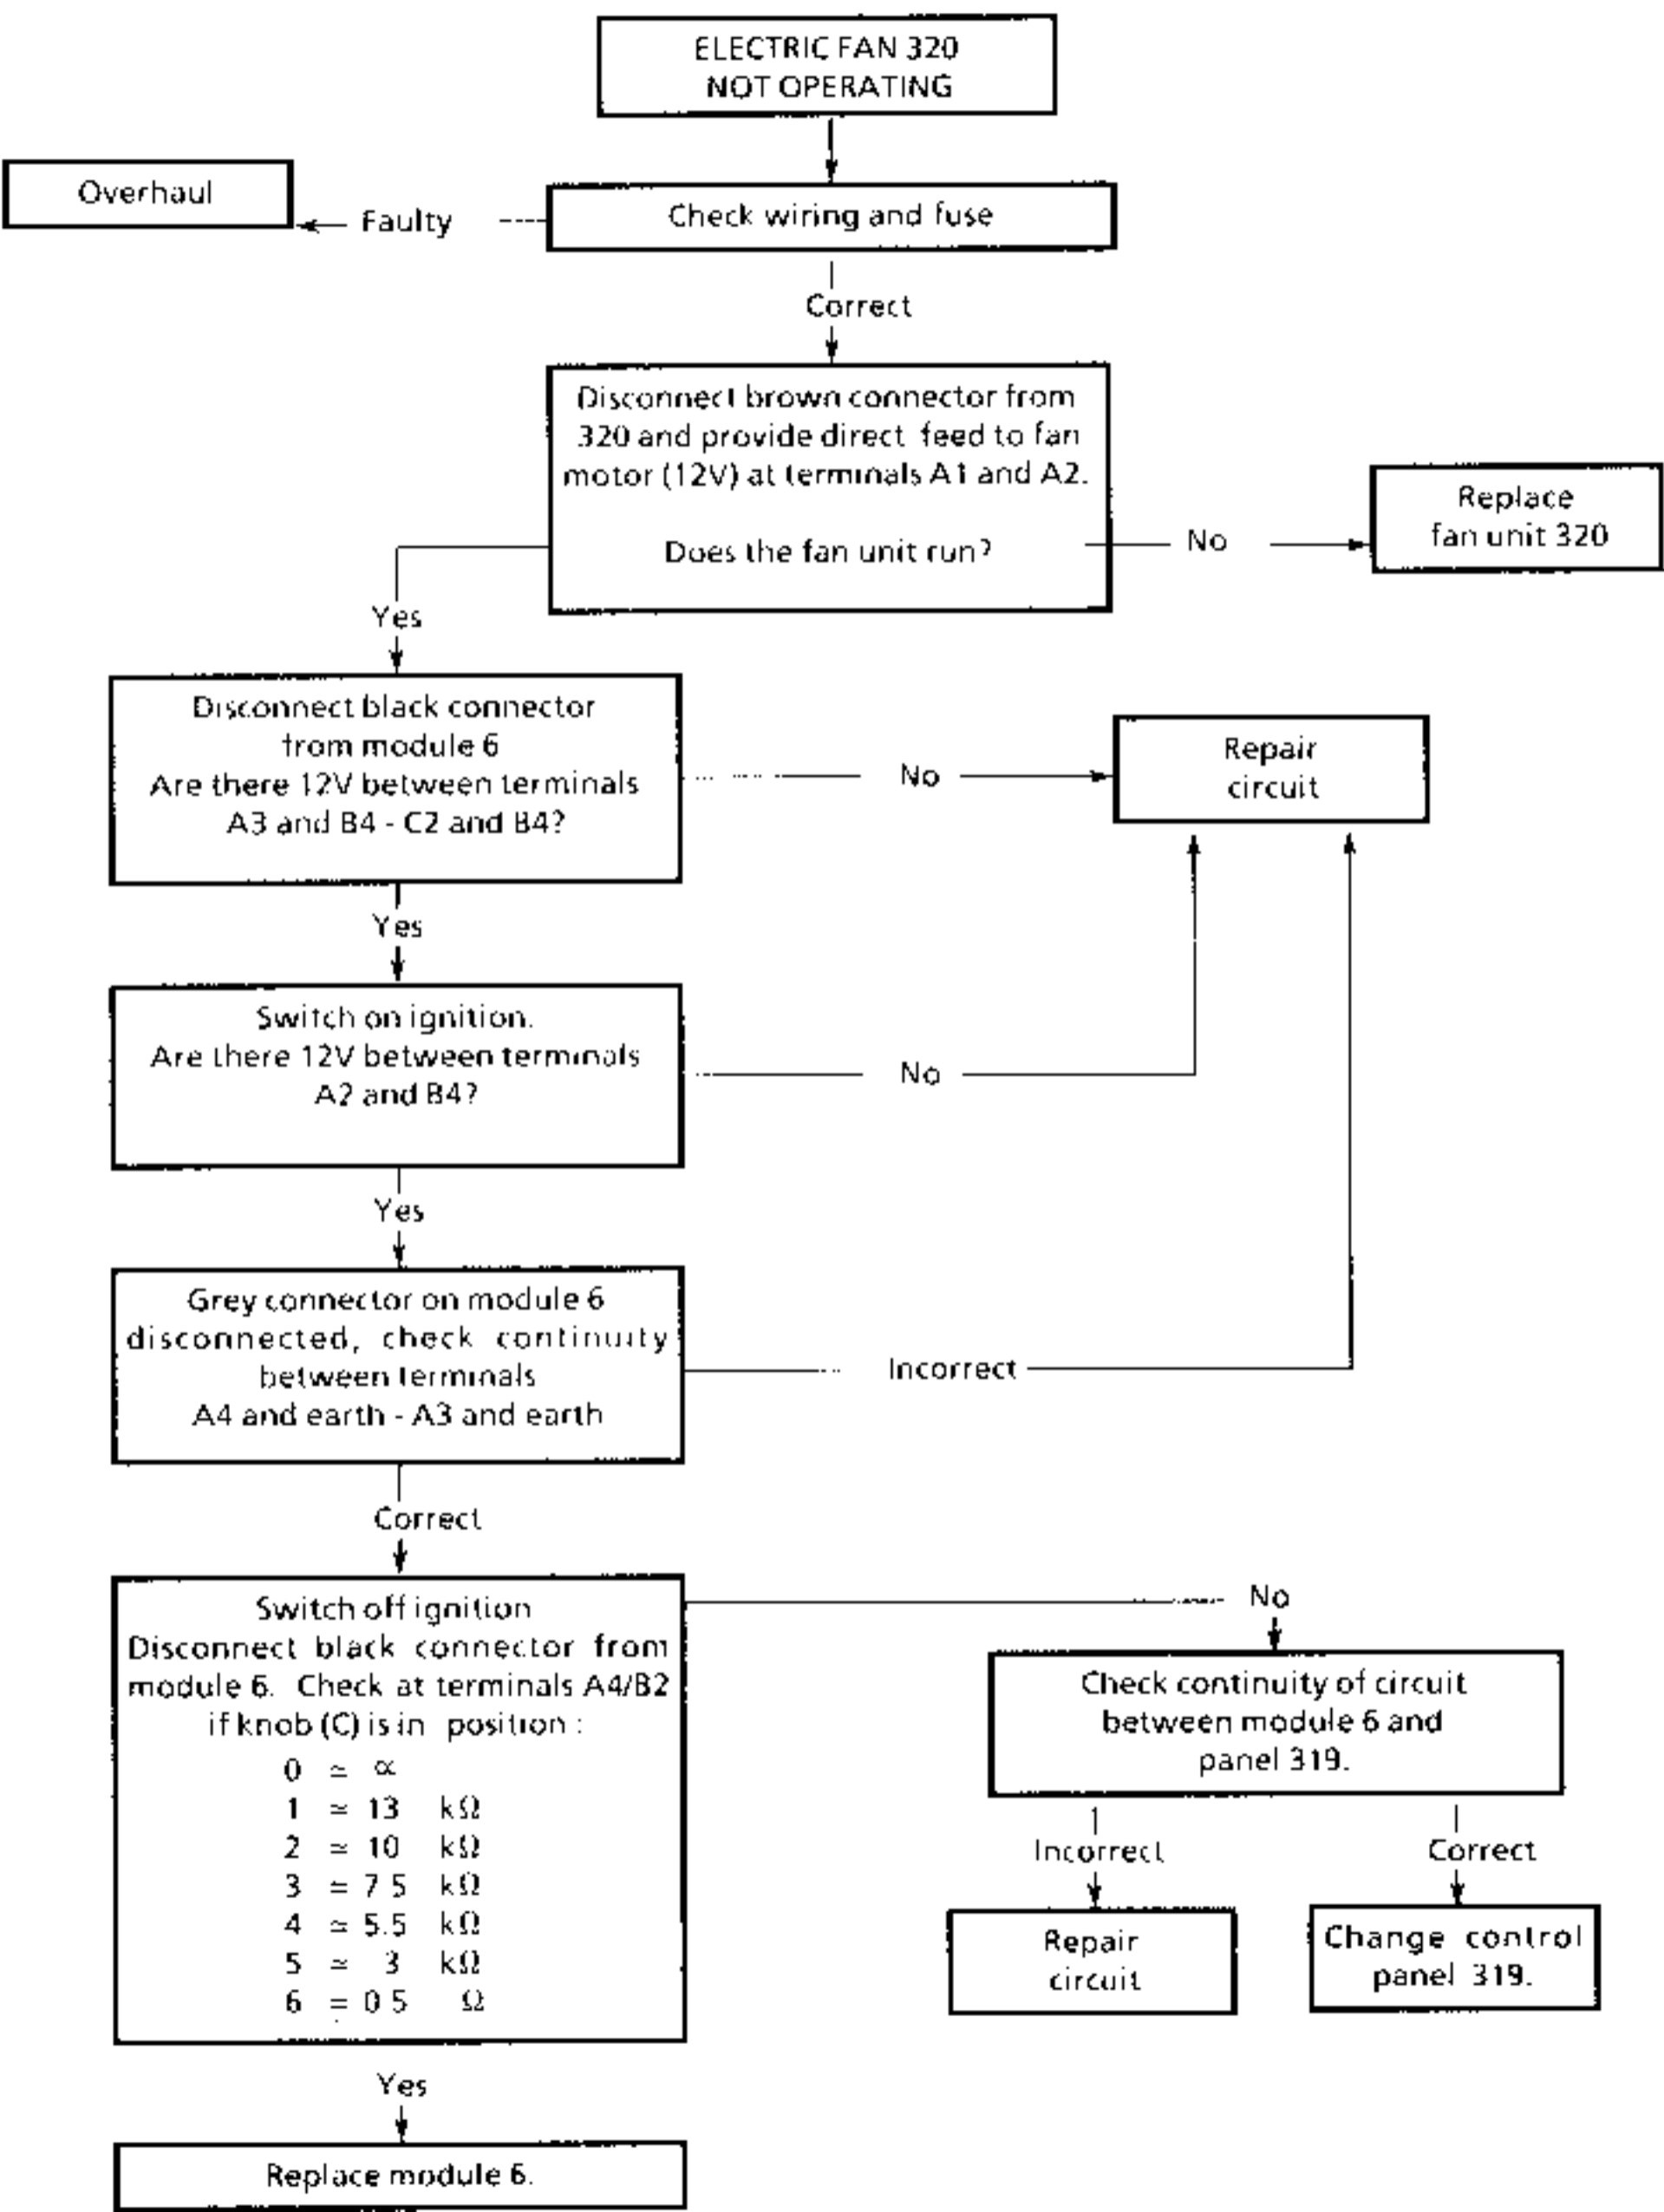 ELECTRIC FAN 320
NOT OPERATING
Overhaul
Faulty
Check wiring and fuse
Correct
Disconnect brown connector from
320 and provide direct feed to fan
motor (12V) at terminals A1 and A2.
Does the fan unit run?
No
Replace
fan unit 320
Yes
Disconnect black connector
from module 6
Are there 12V between terminals
A3 and B4 - C2 and B4?
No
Repair
circuit
Yes
Switch on ignition.
Are there 12V between terminals
A2 and B4?
No
Yes
Grey connector on module 6
disconnected, check continuity
between terminals
A4 and earth - A3 and earth
Incorrect
Correct
Switch off ignition
Disconnect black connector from
module 6. Check at terminals A4/B2
if knob (C) is in position :
0 ≃ ∝
1 ≃ 13 kΩ
2 ≃ 10 kΩ
3 = 7 5 kΩ
4 ≃ 5.5 kΩ
5 ≃ 3 kΩ
6 = 0 5 Ω
No
Check continuity of circuit
between module 6 and
panel 319.
Incorrect
Correct
Repair
circuit
Change control
panel 319.
Yes
Replace module 6.